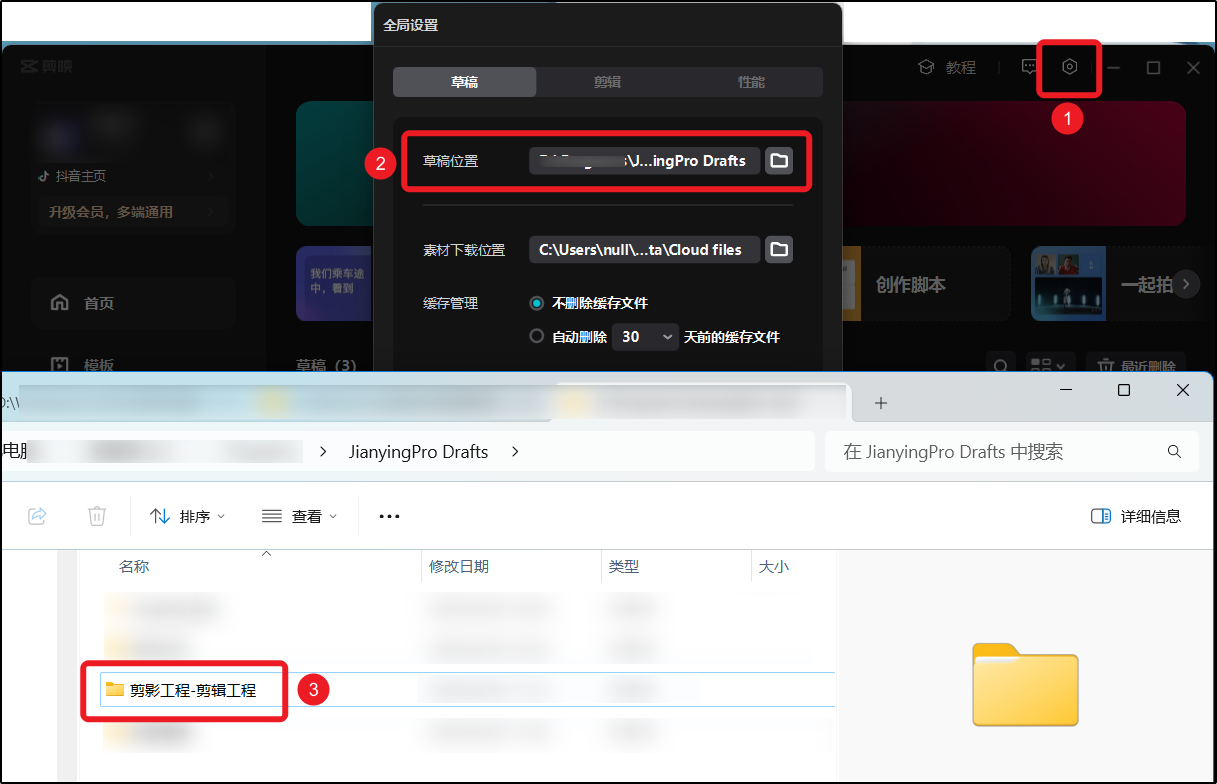 全局设置
剪映
教程
草稿
剪辑
性能
1
2
草稿位置
s\J...ingPro Drafts
抖音主页
升级会员，多端通用
素材下载位置
C:\Users\null\...ta\Cloud files
我们乘车途
中，看到
创作脚本
一起拍
首页
缓存管理
不删除缓存文件
自动删除
30
天前的缓存文件
模板
草稿（3）
最近删除
JianyingPro Drafts
在 JianyingPro Drafts 中搜索
排序
查看
详细信息
名称
修改日期
类型
大小
剪影工程-剪辑工程
3